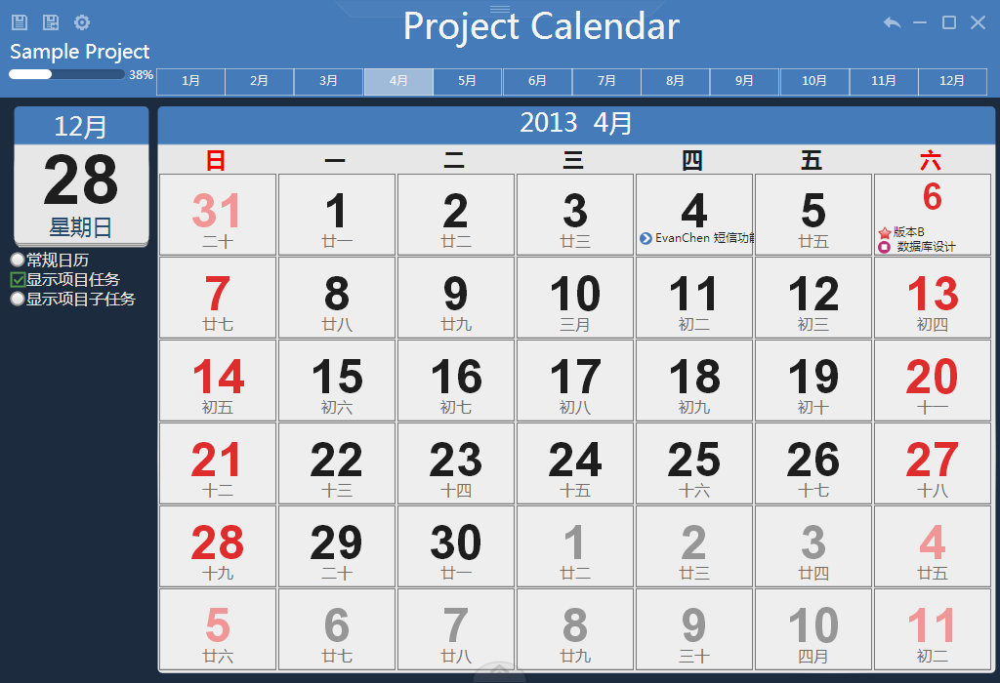 Project Calendar
Sample Project
38%
1月 2月 3月 4月 5月 6月 7月 8月 9月 10月 11月 12月
12月
28
星期日
常规日历
显示项目任务
显示项目子任务
2013 4月
日 一 二 三 四 五 六
31 1 2 3 4 5 6
二十 廿一 廿二 廿三 EvanChen 短信功能 廿五 版本B
数据库设计
7 8 9 10 11 12 13
廿七 廿八 廿九 三月 初二 初三 初四
14 15 16 17 18 19 20
初五 初六 初七 初八 初九 初十 十一
21 22 23 24 25 26 27
十二 十三 十四 十五 十六 十七 十八
28 29 30 1 2 3 4
十九 二十 廿一 廿二 廿三 廿四 廿五
5 6 7 8 9 10 11
廿六 廿七 廿八 廿九 三十 四月 初二